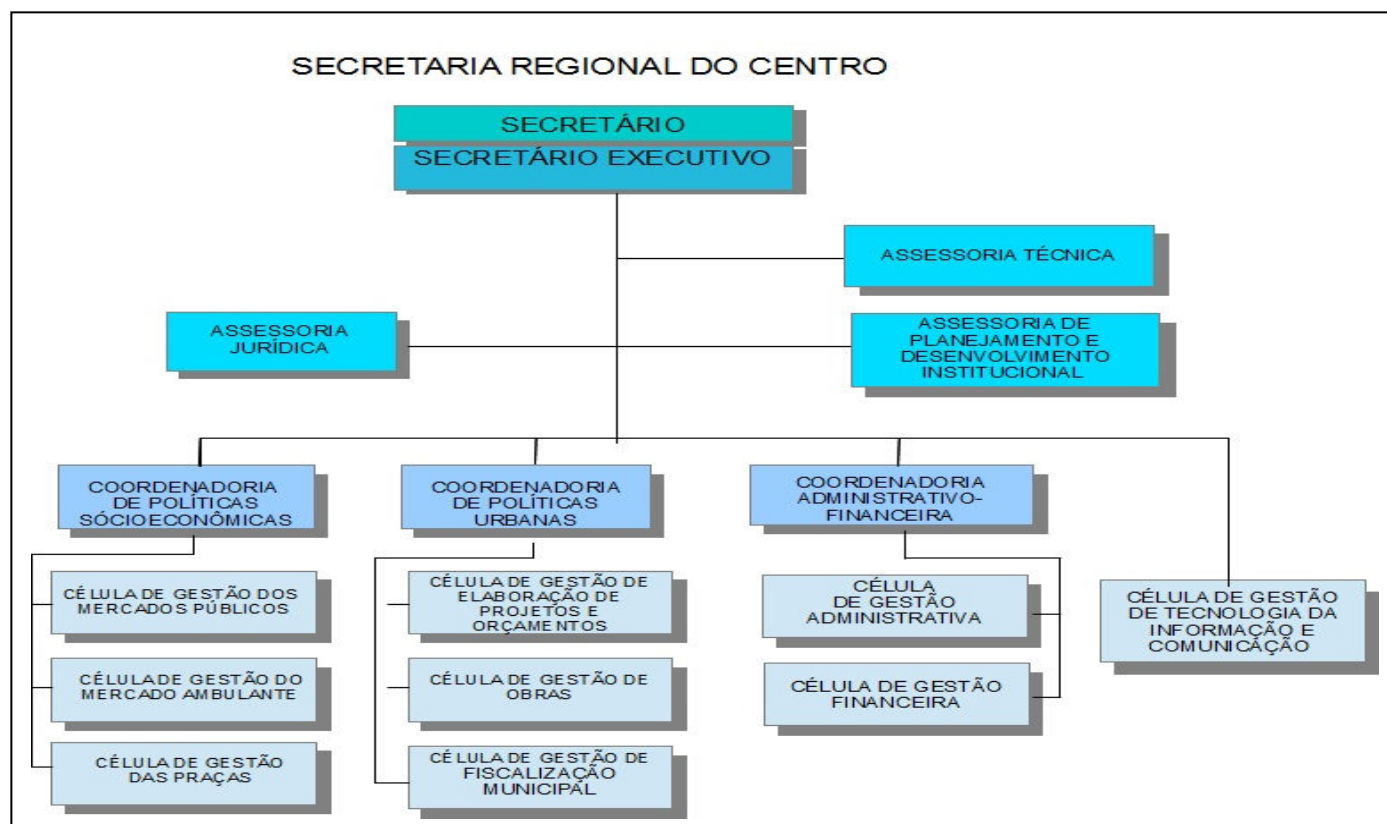 SECRETARIA REGIONAL DO CENTRO
SECRETÁRIO
SECRETÁRIO EXECUTIVO
ASSESSORIA TÉCNICA
ASSESSORIA
JURÍDICA
ASSESSORIA DE
PLANEJAMENTO E
DESENVOLVIMENTO
INSTITUCIONAL
COORDENADORIA
DE POLÍTICAS
SÓCIOECONÔMICAS
COORDENADORIA
DE POLÍTICAS
URBANAS
COORDENADORIA
ADMINISTRATIVO-
FINANCEIRA
CÉLULA DE GESTÃO DOS
MERCADOS PÚBLICOS
CÉLULA DE GESTÃO DO
MERCADO AMBULANTE
CÉLULA DE GESTÃO
DAS PRAÇAS
CÉLULA DE GESTÃO DE
ELABORAÇÃO DE
PROJETOS E
ORÇAMENTOS
CÉLULA DE GESTÃO DE
OBRAS
CÉLULA DE GESTÃO DE
FISCALIZAÇÃO
MUNICIPAL
CÉLULA
DE GESTÃO
ADMINISTRATIVA
CÉLULA DE GESTÃO
FINANCEIRA
CÉLULA DE GESTÃO
DE TECNOLOGIA DA
INFORMAÇÃO E
COMUNICAÇÃO